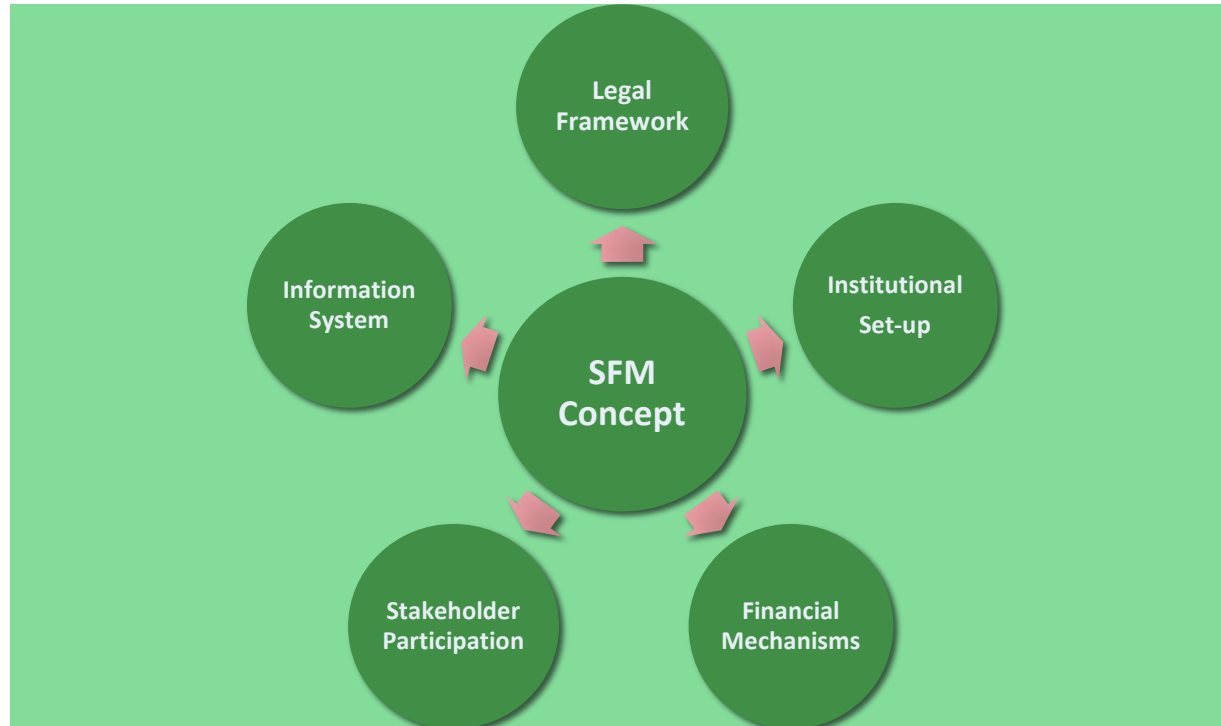 Legal
Framework
Information
System
Institutional
Set-up
SFM
Concept
Stakeholder
Participation
Financial
Mechanisms